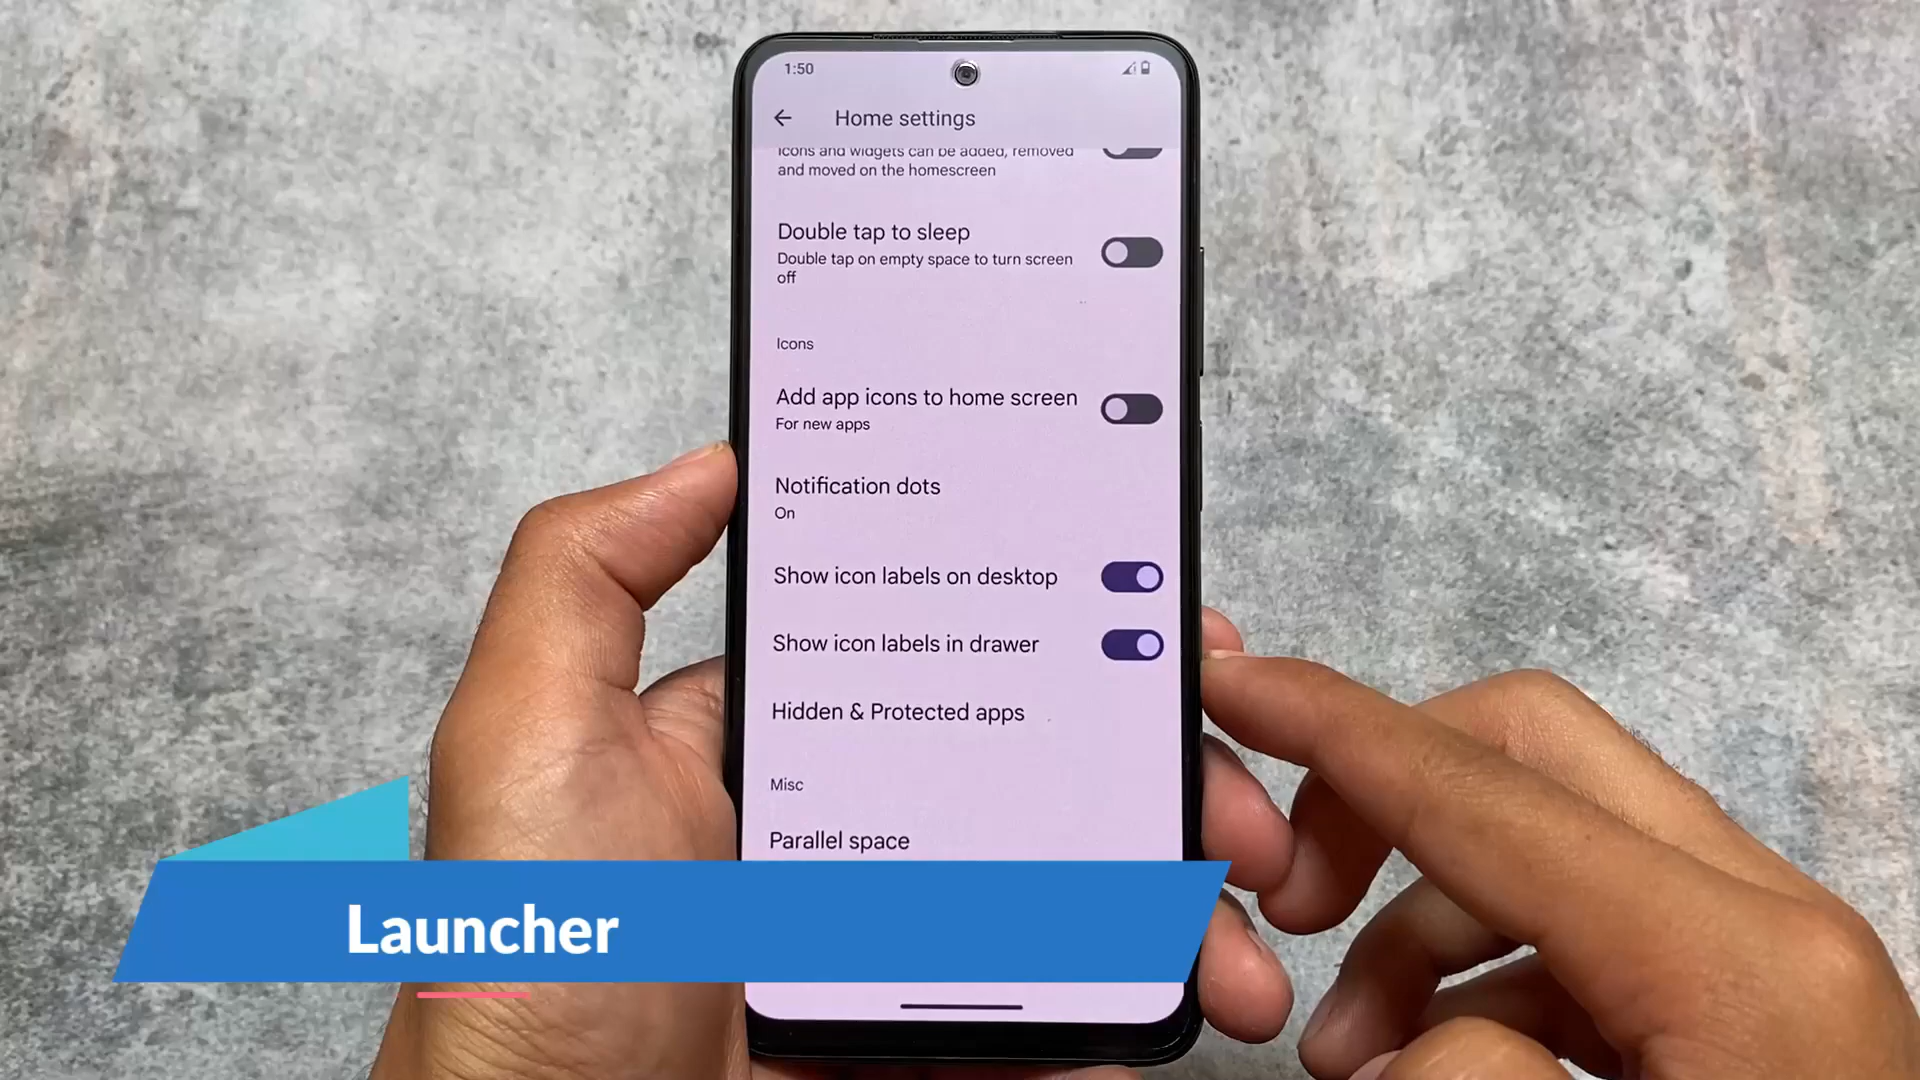 1:50
Home settings
Icons and widgets can be added, removed
and moved on the homescreen
Double tap to sleep
Double tap on empty space to turn screen
off
Icons
Add app icons to home screen
For new apps
Notification dots
On
Show icon labels on desktop
Show icon labels in drawer
Hidden & Protected apps
Misc
Parallel space
Launcher